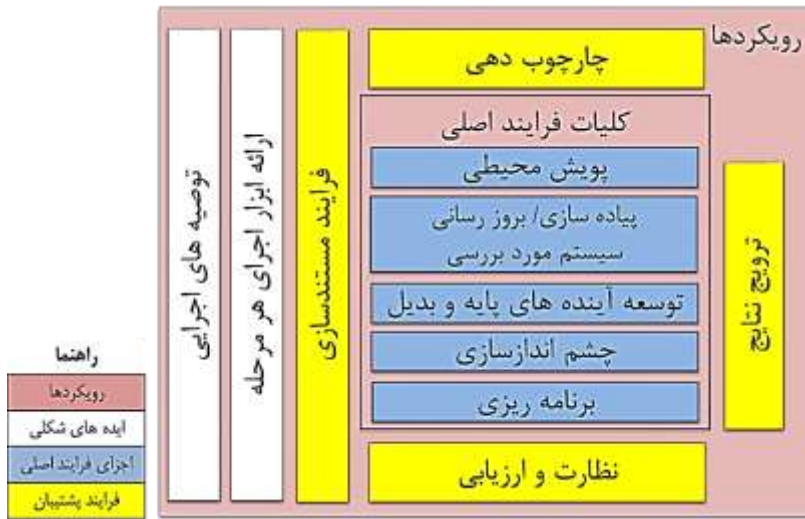 رویکردها
چارچوب دهی
کلیات فرایند اصلی
پویش محیطی
پیاده سازی/ بروز رسانی
سیستم مورد بررسی
توسعه آینده های پایه و بدیل
چشم اندازسازی
برنامه ریزی
نظارت و ارزیابی
ترویج نتایج
فرایند مستندسازی
ارائه ابزار اجرای هر مرحله
توصیه های اجرایی
راهنما
رویکردها
ایده های شکلی
اجزای فرایند اصلی
فرایند پشتیبان